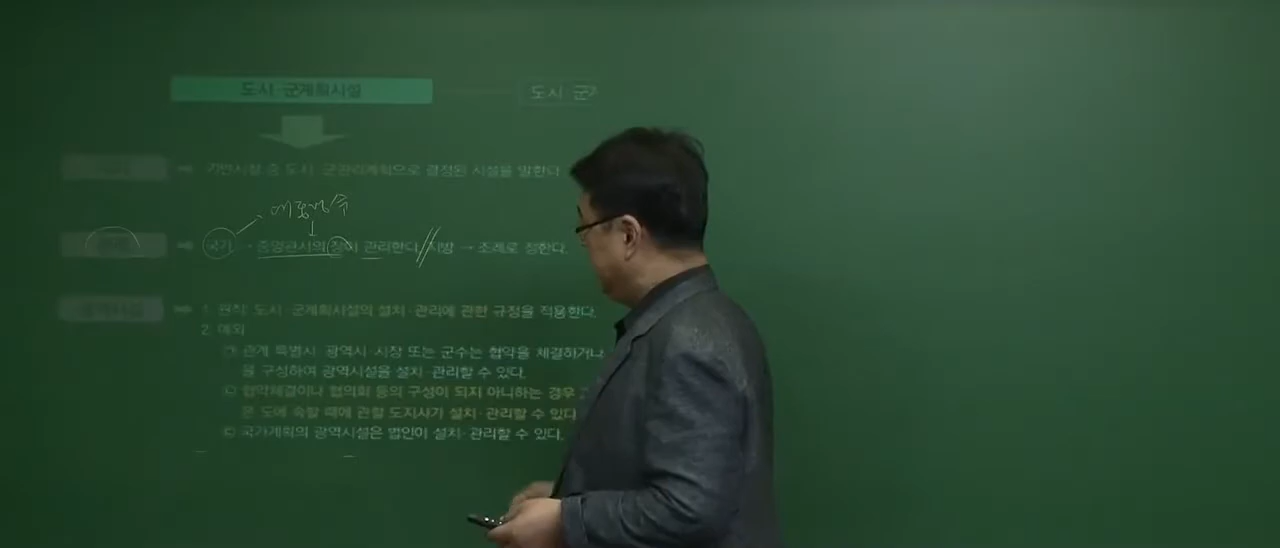 도시·군계획시설
도시·군계
기반시설 중 도시·군관리계획으로 결정된 시설을 말한다
국가 → 중앙관서의 장이 관리한다. 지방 → 조례로 정한다.
광역시설
1. 원칙: 도시·군계획시설의 설치·관리에 관한 규정을 적용한다.
2. 예외
㉠ 관계 특별시·광역시·시장 또는 군수는 협약을 체결하거나
을 구성하여 광역시설을 설치·관리할 수 있다.
㉡ 협약체결이나 협의회 등의 구성이 되지 아니하는 경우
른 도에 속할 때에 관할 도지사가 설치·관리할 수 있다
㉢ 국가계획의 광역시설은 법인이 설치·관리할 수 있다.